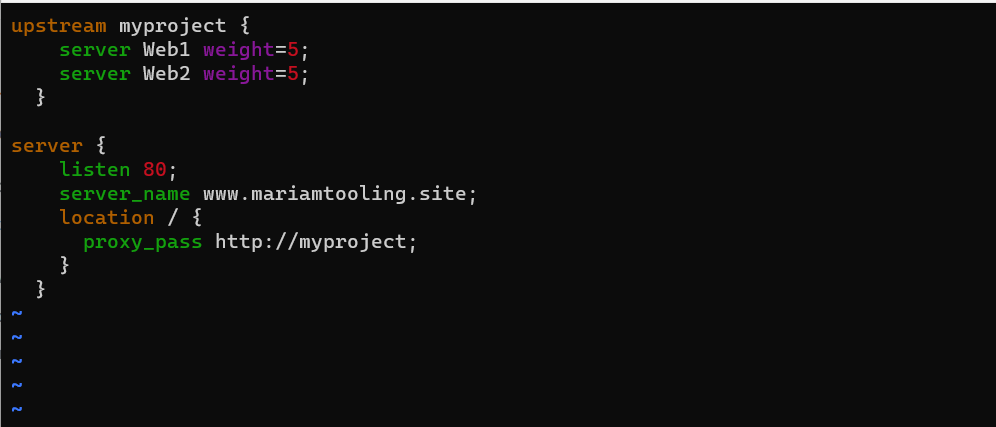 upstream myproject {
    server Web1 weight=5;
    server Web2 weight=5;
  }

server {
    listen 80;
    server_name www.mariamtooling.site;
    location / {
      proxy_pass http://myproject;
    }
  }
~
~
~
~
~